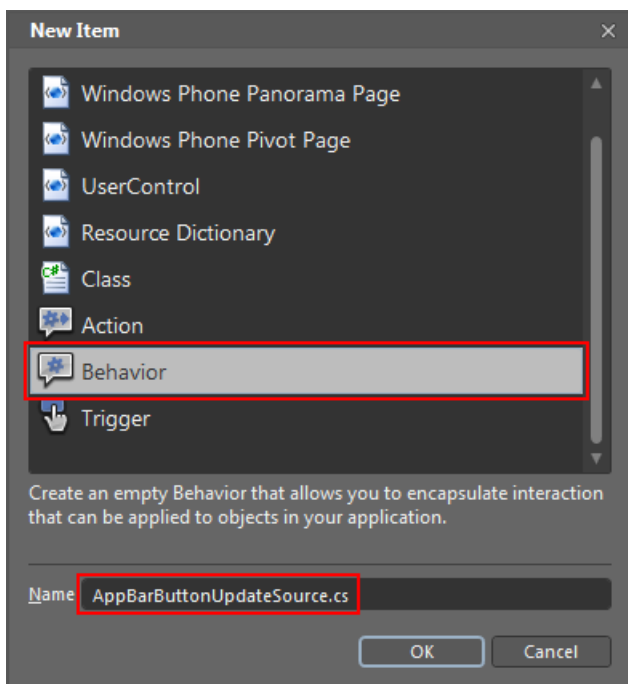 New Item
Windows Phone Panorama Page
Windows Phone Pivot Page
UserControl
Resource Dictionary
C#
Class
Action
Behavior
Trigger
Create an empty Behavior that allows you to encapsulate interaction
that can be applied to objects in your application.
Name AppBarButtonUpdateSource.cs
OK Cancel